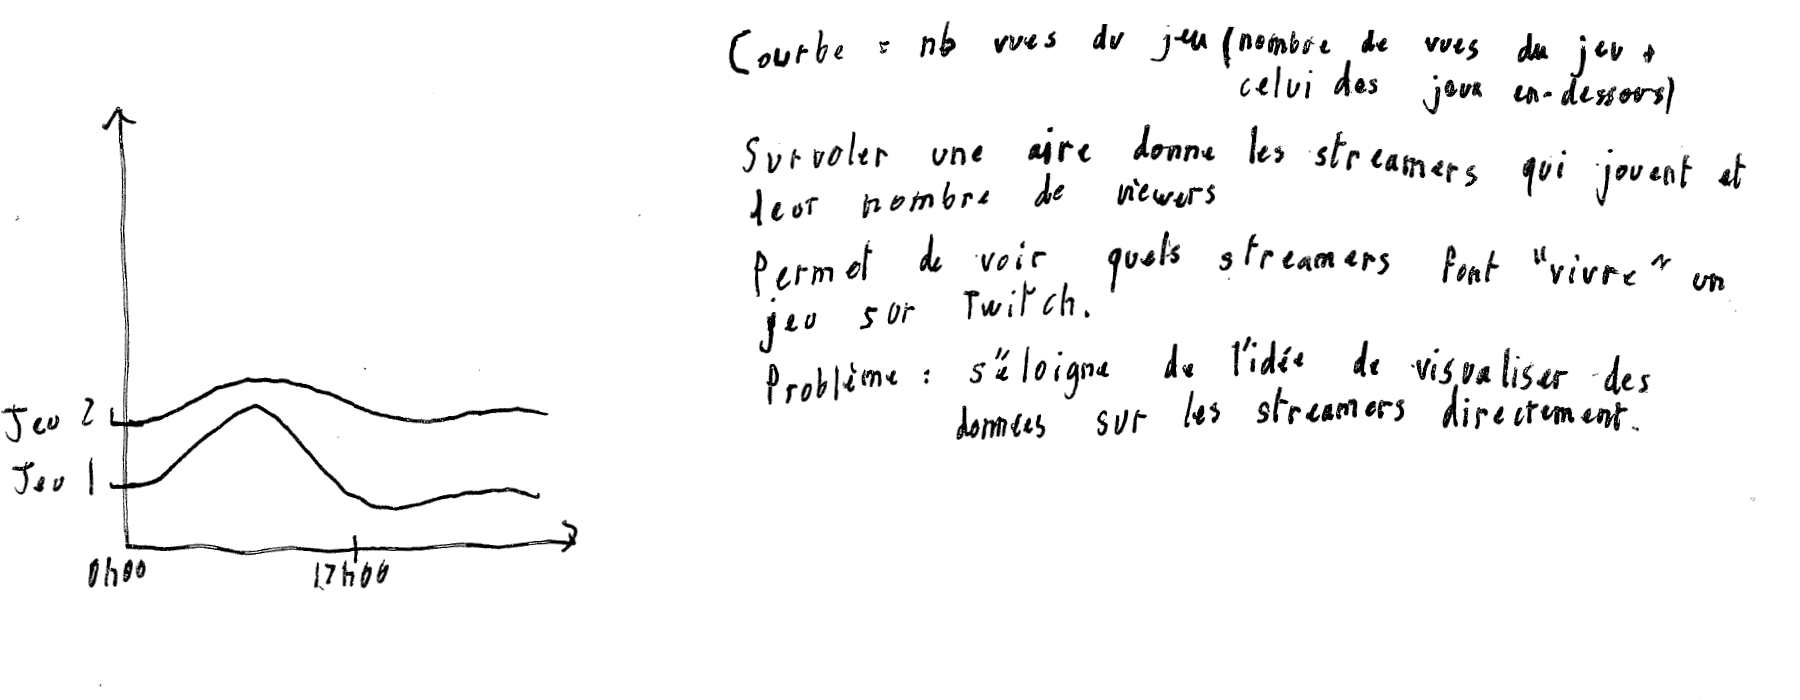 Courbe = nb vues du jeu (nombre de vues du jeu +
celui des jeux en-dessous)
Survoler une aire donne les streamers qui jouent et
leur nombre de viewers
Permet de voir quels streamers font "vivre" un
jeu sur Twitch.
Problème : s'éloigne de l'idée de visualiser des
données sur les streamers directement.
Jeu 2
Jeu 1
0h00
17h00